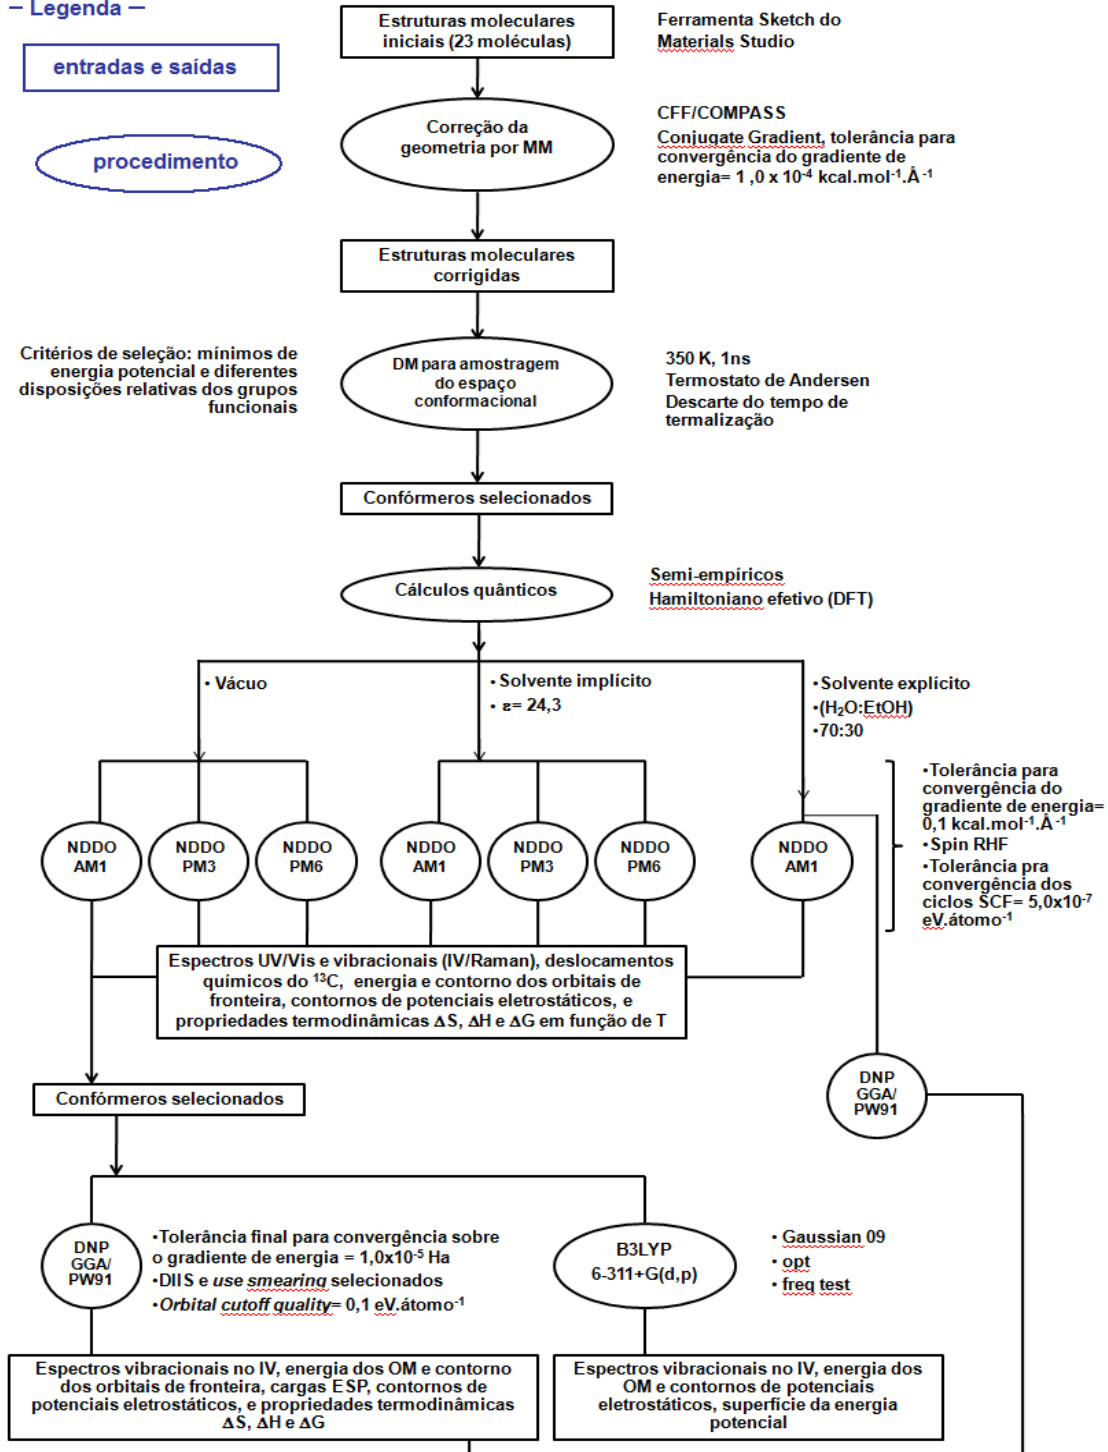 – Legenda –
entradas e saídas
procedimento
Estruturas moleculares
iniciais (23 moléculas)
Ferramenta Sketch do
Materials Studio
Correção da
geometria por MM
CFF/COMPASS
Conjugate Gradient, tolerância para
convergência do gradiente de
energia= 1 ,0 x 10⁻⁴ kcal.mol⁻¹.Å⁻¹
Estruturas moleculares
corrigidas
Critérios de seleção: mínimos de
energia potencial e diferentes
disposições relativas dos grupos
funcionais
DM para amostragem
do espaço
conformacional
350 K, 1ns
Termostato de Andersen
Descarte do tempo de
termalização
Confórmeros selecionados
Cálculos quânticos
Semi-empíricos
Hamiltoniano efetivo (DFT)
• Vácuo
• Solvente implícito
• ε= 24,3
•Solvente explícito
•(H₂O:EtOH)
•70:30
NDDO
AM1
NDDO
PM3
NDDO
PM6
NDDO
AM1
NDDO
PM3
NDDO
PM6
NDDO
AM1
•Tolerância para
convergência do
gradiente de energia=
0,1 kcal.mol⁻¹.Å⁻¹
•Spin RHF
•Tolerância pra
convergência dos
ciclos SCF= 5,0x10⁻⁷
eV.átomo⁻¹
Espectros UV/Vis e vibracionais (IV/Raman), deslocamentos
químicos do ¹³C, energia e contorno dos orbitais de
fronteira, contornos de potenciais eletrostáticos, e
propriedades termodinâmicas ΔS, ΔH e ΔG em função de T
Confórmeros selecionados
DNP
GGA/
PW91
DNP
GGA/
PW91
•Tolerância final para convergência sobre
o gradiente de energia = 1,0x10⁻⁵ Ha
•DIIS e use smearing selecionados
•Orbital cutoff quality= 0,1 eV.átomo⁻¹
B3LYP
6-311+G(d,p)
• Gaussian 09
• opt
• freq test
Espectros vibracionais no IV, energia dos OM e contorno
dos orbitais de fronteira, cargas ESP, contornos de
potenciais eletrostáticos, e propriedades termodinâmicas
ΔS, ΔH e ΔG
Espectros vibracionais no IV, energia dos
OM e contornos de potenciais
eletrostáticos, superfície da energia
potencial